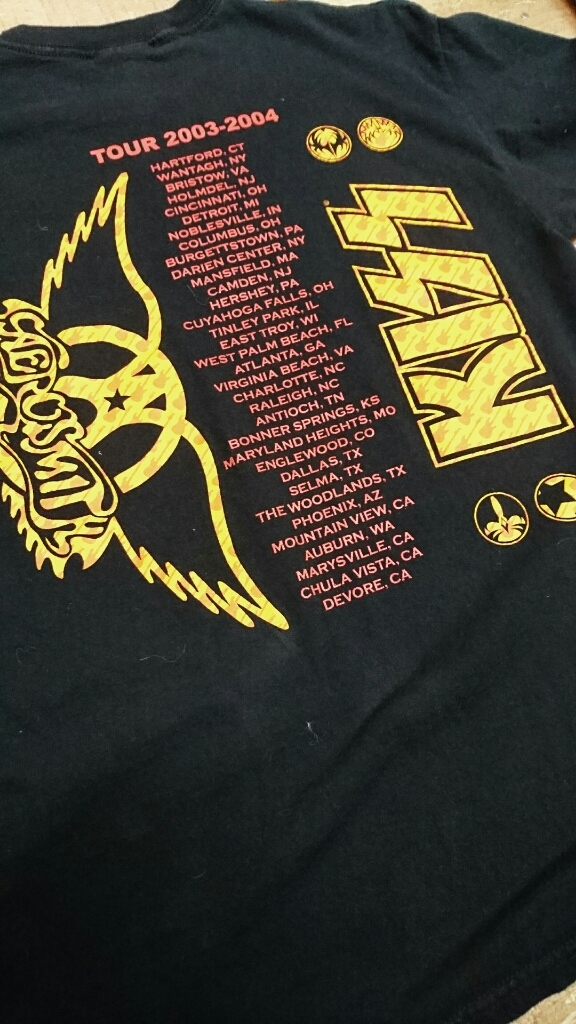 TOUR 2003-2004
HARTFORD, CT
WANTAGH, NY
BRISTOW, VA
HOLMDEL, NJ
CINCINNATI, OH
DETROIT, MI
NOBLESVILLE, IN
COLUMBUS, OH
BURGETTSTOWN, PA
DARIEN CENTER, NY
MANSFIELD, MA
CAMDEN, NJ
HERSHEY, PA
CUYAHOGA FALLS, OH
TINLEY PARK, IL
EAST TROY, WI
WEST PALM BEACH, FL
ATLANTA, GA
VIRGINIA BEACH, VA
CHARLOTTE, NC
RALEIGH, NC
ANTIOCH, TN
BONNER SPRINGS, KS
MARYLAND HEIGHTS, MO
ENGLEWOOD, CO
DALLAS, TX
SELMA, TX
THE WOODLANDS, TX
PHOENIX, AZ
MOUNTAIN VIEW, CA
AUBURN, WA
MARYSVILLE, CA
CHULA VISTA, CA
DEVORE, CA
AEROSMITH
KISS